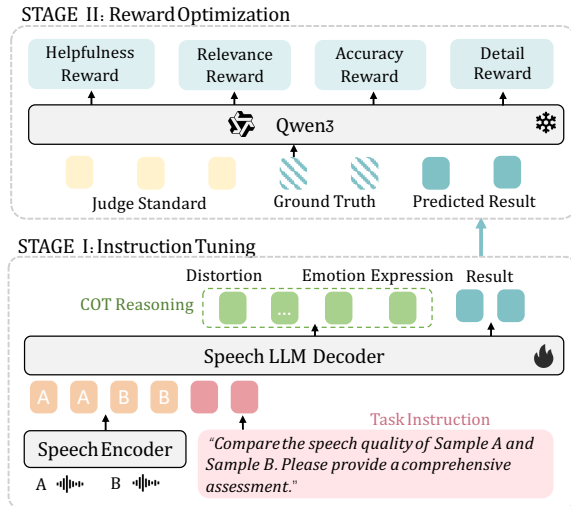 STAGE II: Reward Optimization
Helpfulness
Reward
Relevance
Reward
Accuracy
Reward
Detail
Reward
Qwen3
Judge Standard
Ground Truth
Predicted Result
STAGE I: Instruction Tuning
Distortion
Emotion Expression
Result
COT Reasoning
...
Speech LLM Decoder
A
A
B
B
Task Instruction
Speech Encoder
"Compare the speech quality of Sample A and
Sample B. Please provide a comprehensive
assessment."
A
B